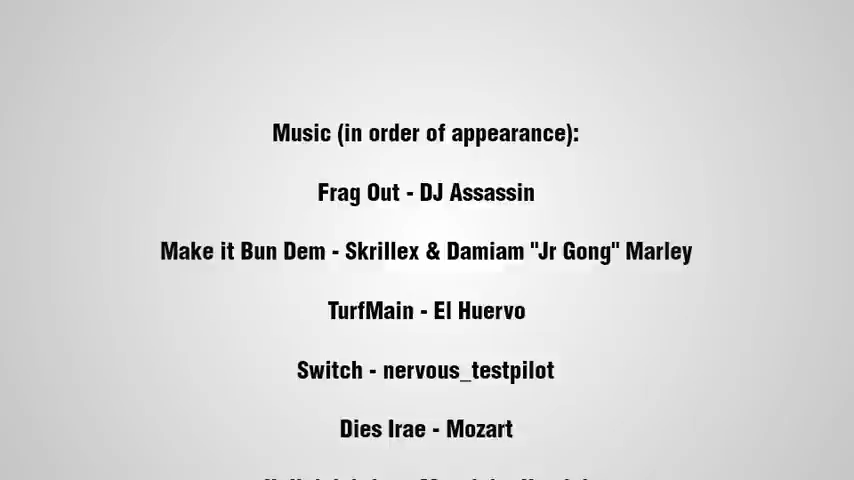 Music (in order of appearance):
Frag Out - DJ Assassin
Make it Bun Dem - Skrillex & Damiam "Jr Gong" Marley
TurfMain - El Huervo
Switch - nervous_testpilot
Dies Irae - Mozart